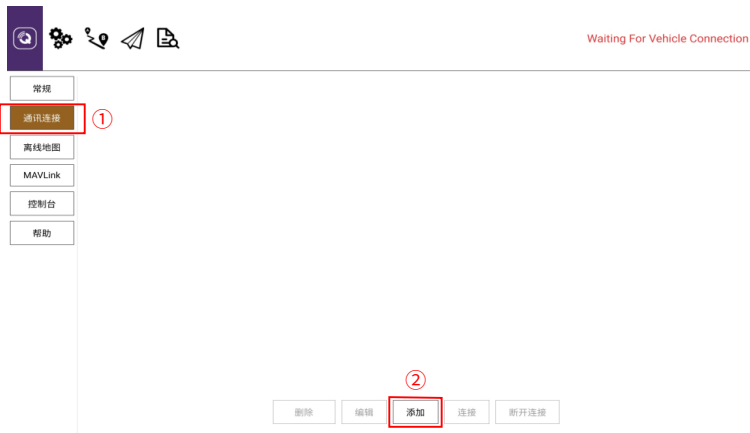 Waiting For Vehicle Connection
常规
通讯连接
①
离线地图
MAVLink
控制台
帮助
②
删除
编辑
添加
连接
断开连接